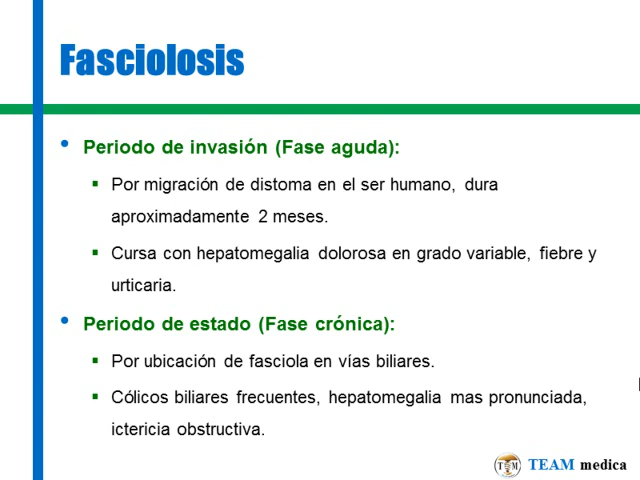 Fasciolosis
• Periodo de invasión (Fase aguda):
▪ Por migración de distoma en el ser humano, dura
aproximadamente 2 meses.
▪ Cursa con hepatomegalia dolorosa en grado variable, fiebre y
urticaria.
• Periodo de estado (Fase crónica):
▪ Por ubicación de fasciola en vías biliares.
▪ Cólicos biliares frecuentes, hepatomegalia mas pronunciada,
ictericia obstructiva.
TEAM medica